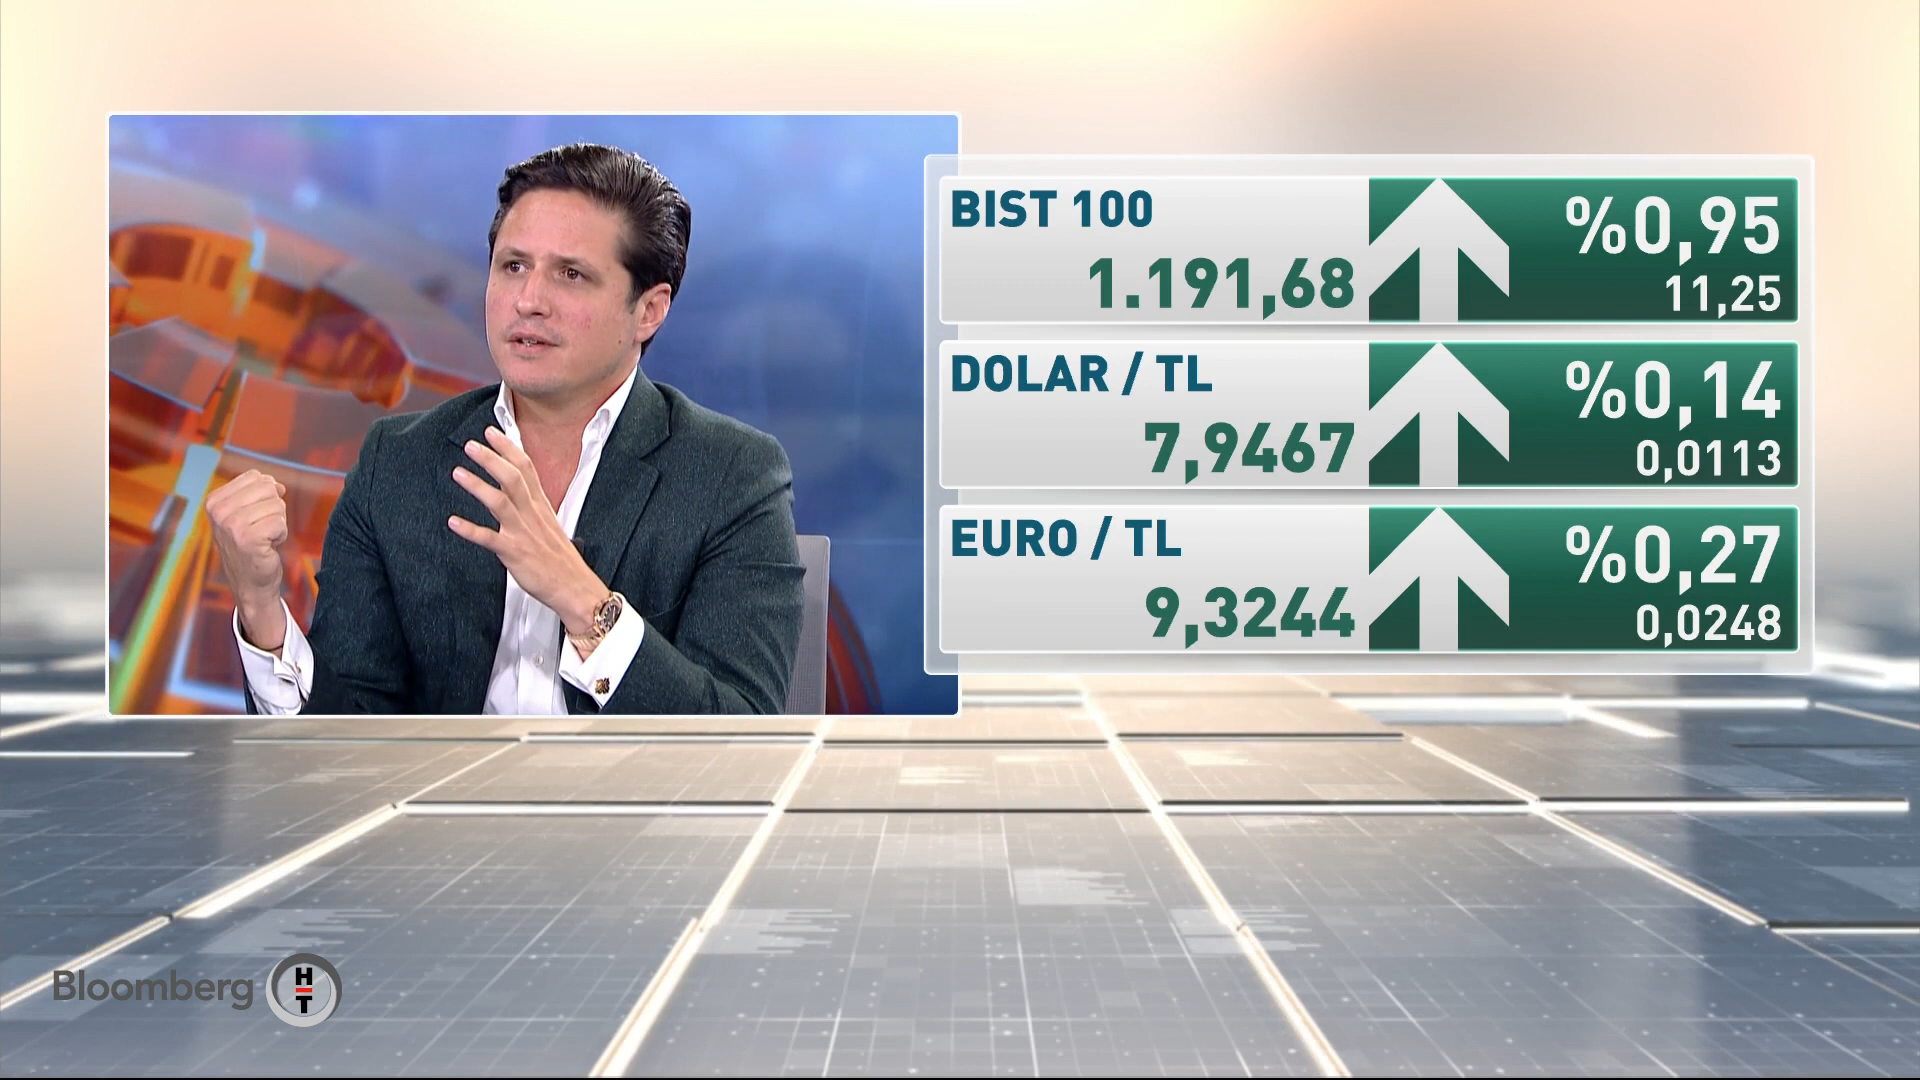 BIST 100
1.191,68
%0,95
11,25
DOLAR / TL
7,9467
%0,14
0,0113
EURO / TL
9,3244
%0,27
0,0248
Bloomberg HT